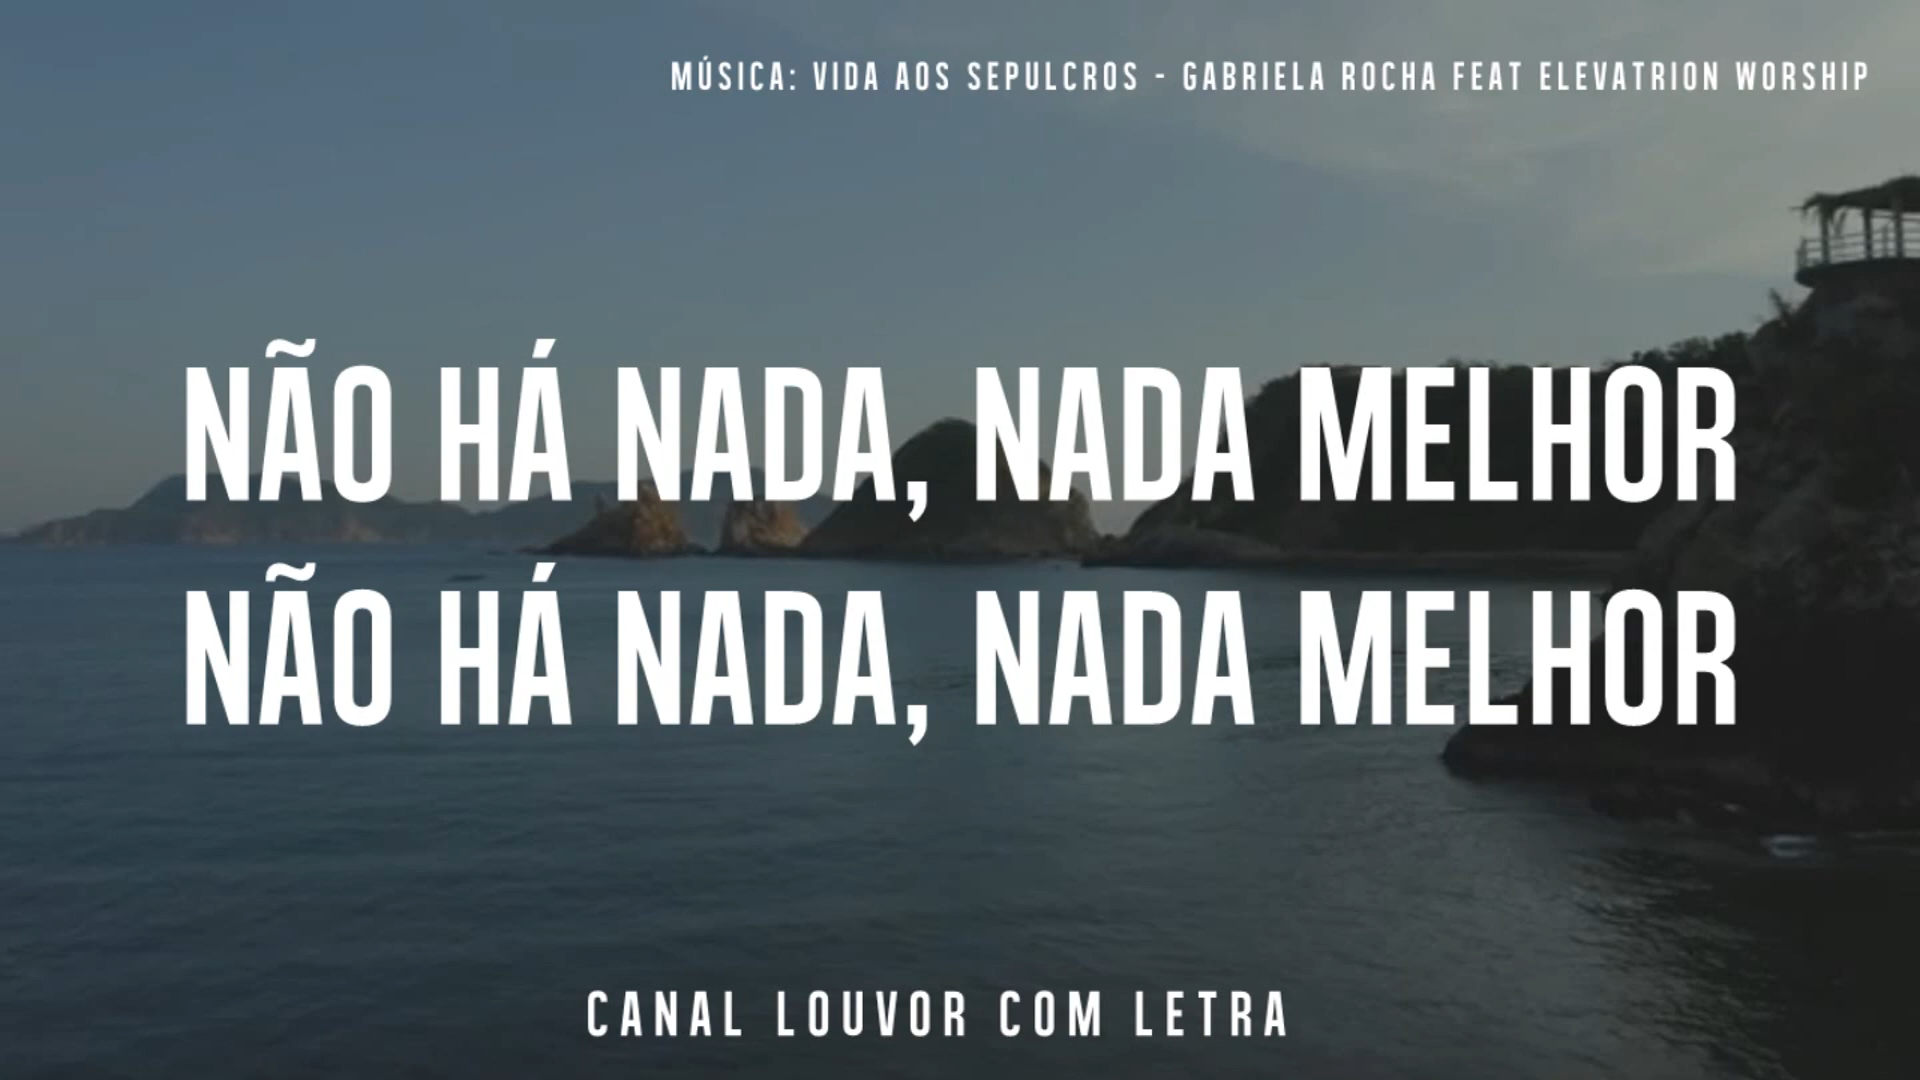 MÚSICA: VIDA AOS SEPULCROS - GABRIELA ROCHA FEAT ELEVATRION WORSHIP
NÃO HÁ NADA, NADA MELHOR
NÃO HÁ NADA, NADA MELHOR
CANAL LOUVOR COM LETRA